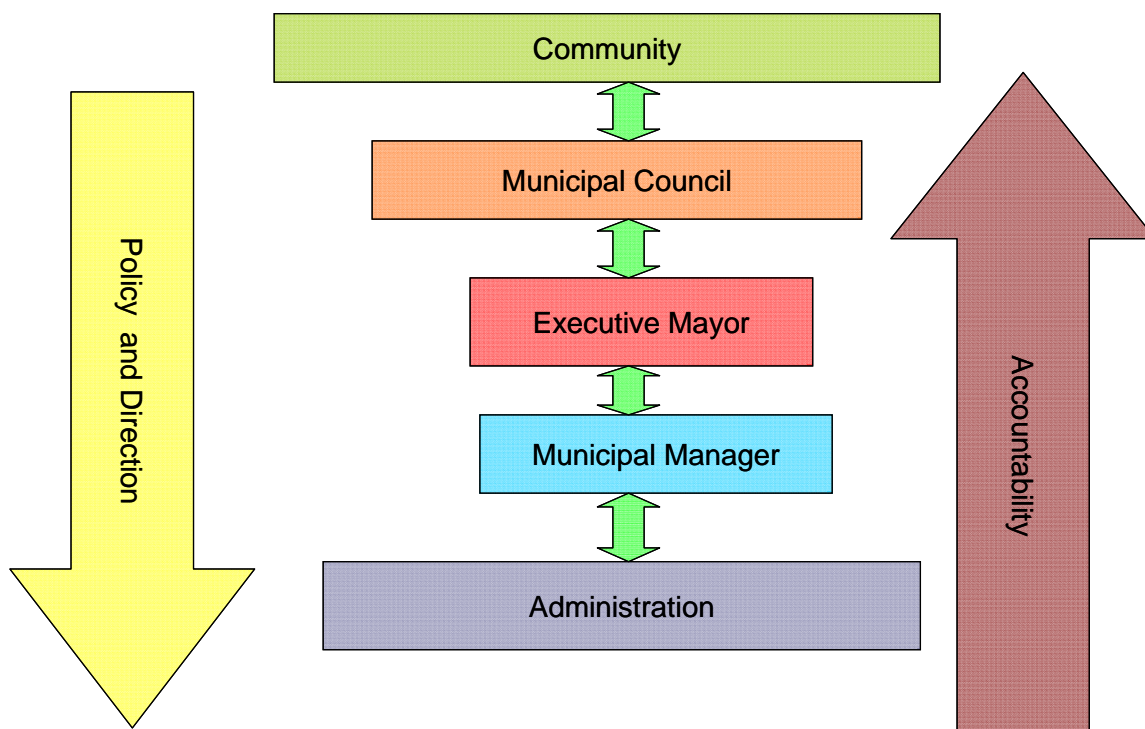 Community
Municipal Council
Executive Mayor
Municipal Manager
Administration
Policy and Direction
Accountability